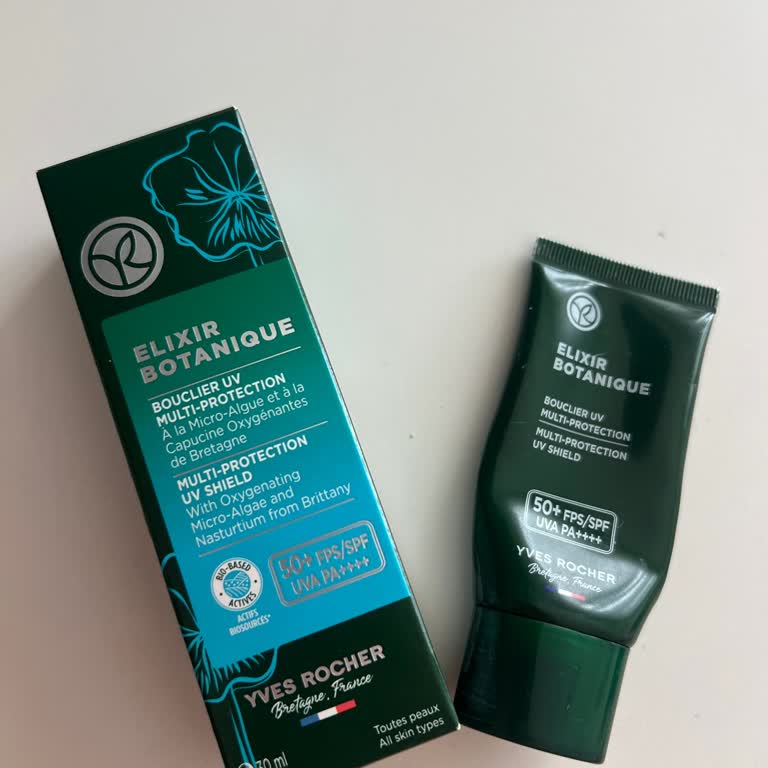 ELIXIR
BOTANIQUE
BOUCLIER UV
MULTI-PROTECTION
À la Micro-Algue et à la
Capucine Oxygénantes
de Bretagne
MULTI-PROTECTION
UV SHIELD
With Oxygenating
Micro-Algae and
Nasturtium from Brittany
BIO-BASED
ACTIVES
ACTIFS
BIOSOURCÉS*
50+ FPS/SPF
UVA PA++++
YVES ROCHER
Bretagne, France
Toutes peaux
All skin types
30 ml
ELIXIR
BOTANIQUE
BOUCLIER UV
MULTI-PROTECTION
MULTI-PROTECTION
UV SHIELD
50+ FPS/SPF
UVA PA++++
YVES ROCHER
Bretagne, France